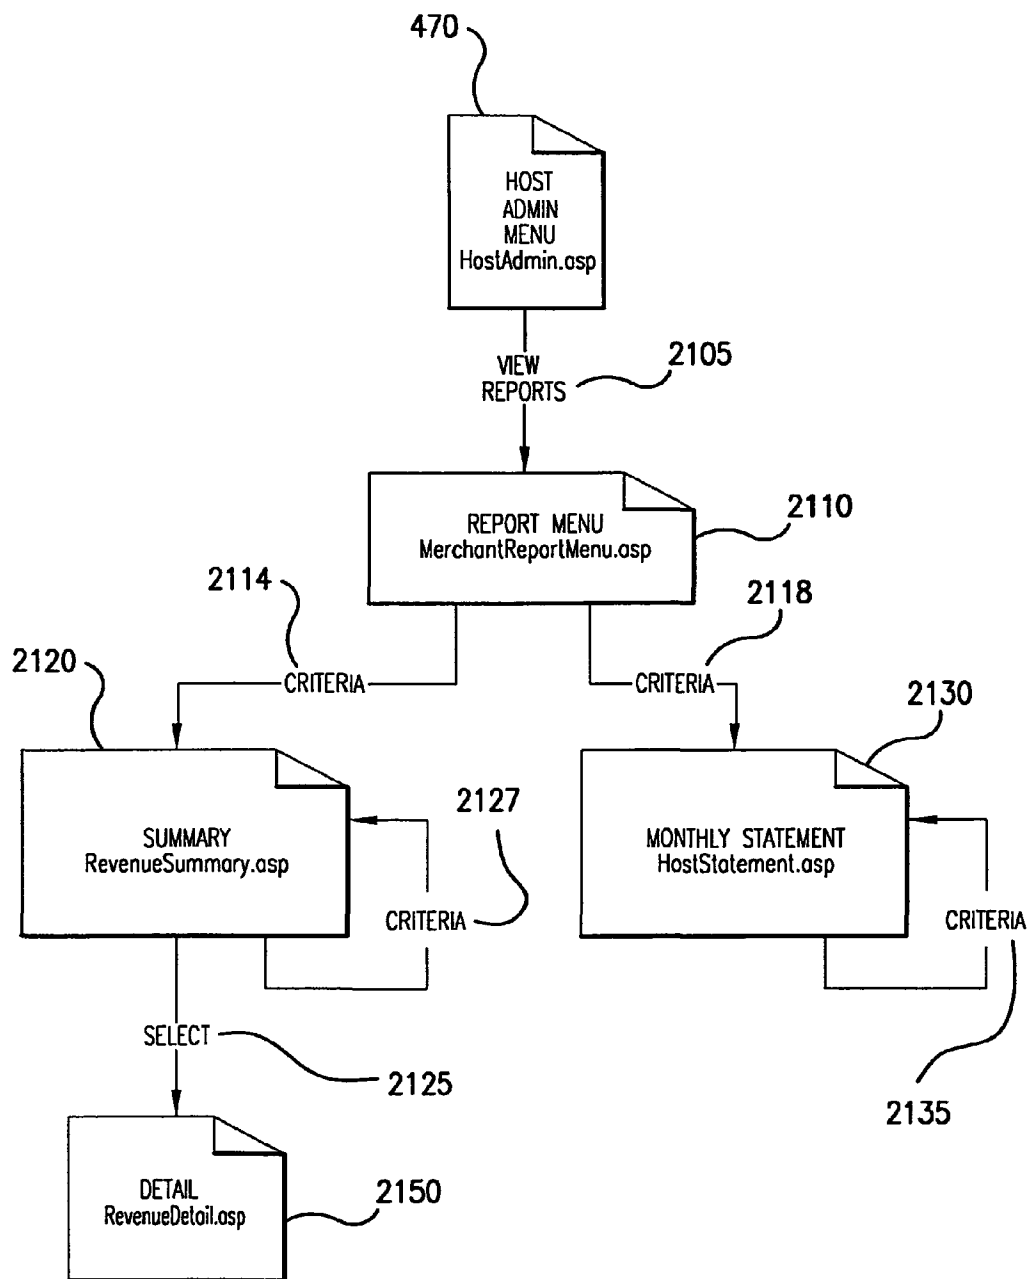 470
HOST
ADMIN
MENU
HostAdmin.asp
VIEW
REPORTS
2105
REPORT MENU
MerchantReportMenu.asp
2110
2114
2118
CRITERIA
CRITERIA
2120
2130
SUMMARY
RevenueSummary.asp
2127
CRITERIA
MONTHLY STATEMENT
HostStatement.asp
CRITERIA
SELECT
2125
2135
DETAIL
RevenueDetail.asp
2150